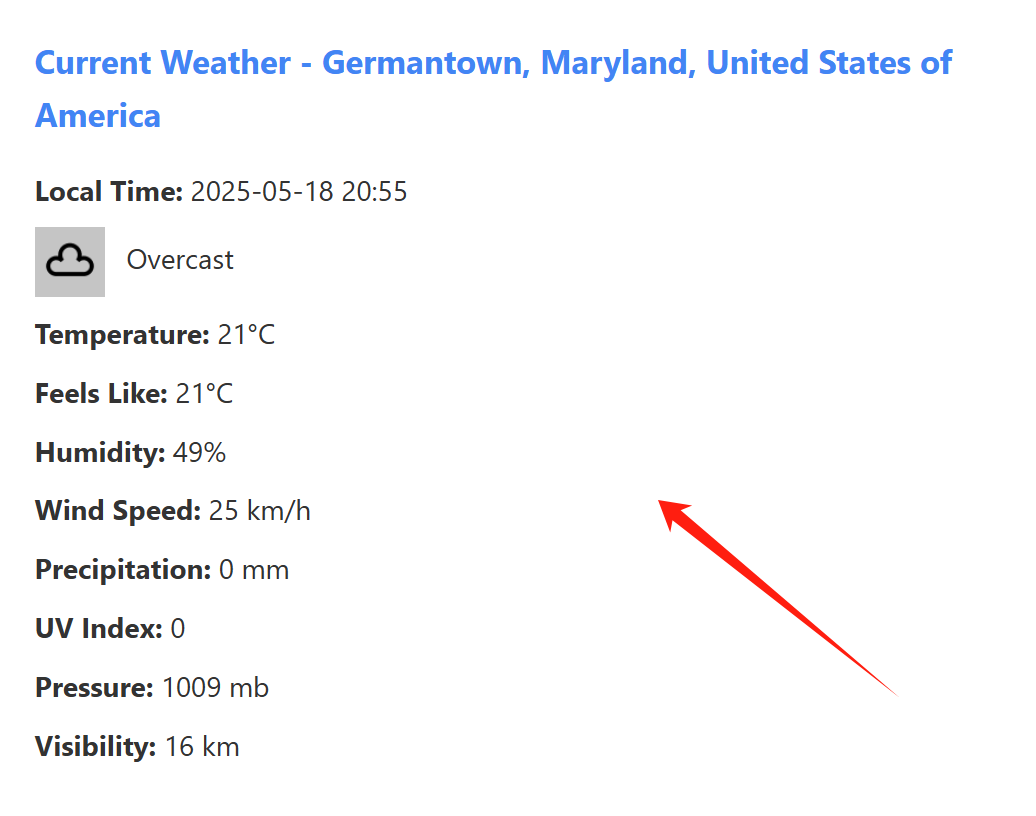 Current Weather - Germantown, Maryland, United States of
America
Local Time: 2025-05-18 20:55
Overcast
Temperature: 21°C
Feels Like: 21°C
Humidity: 49%
Wind Speed: 25 km/h
Precipitation: 0 mm
UV Index: 0
Pressure: 1009 mb
Visibility: 16 km